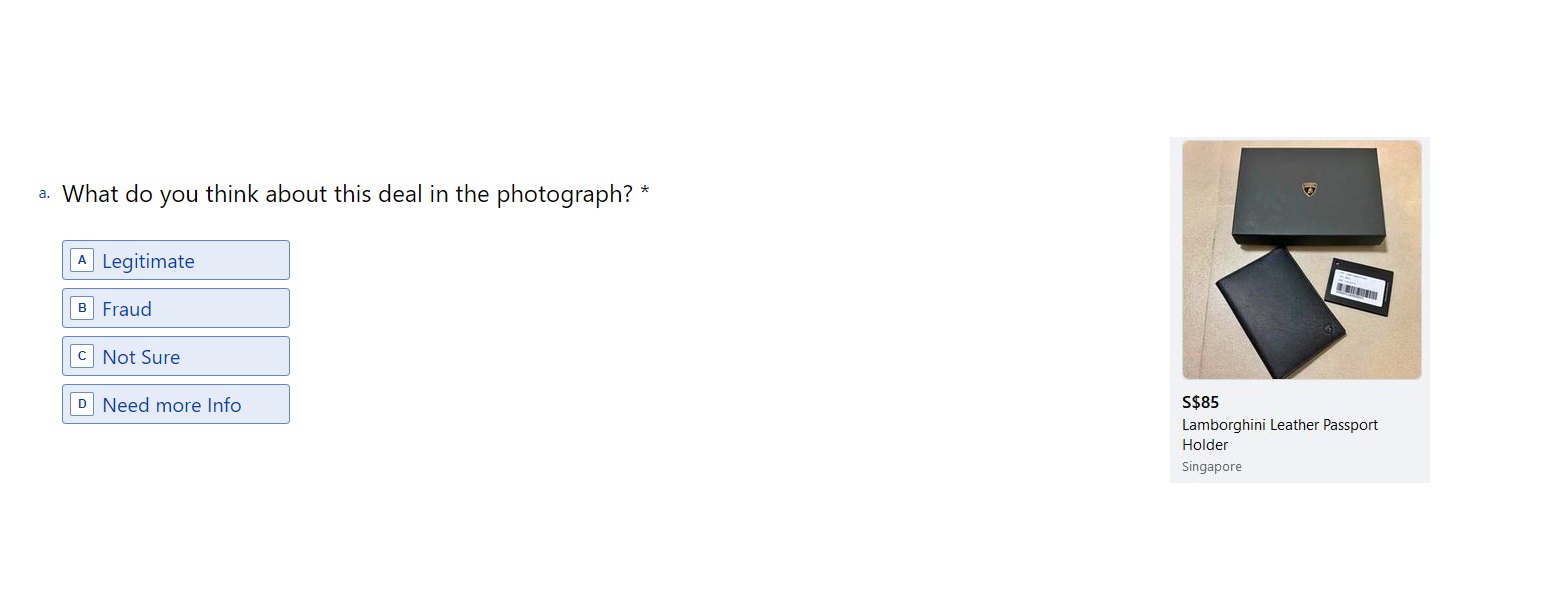 a. What do you think about this deal in the photograph? *
A Legitimate
B Fraud
C Not Sure
D Need more Info
S$85
Lamborghini Leather Passport
Holder
Singapore